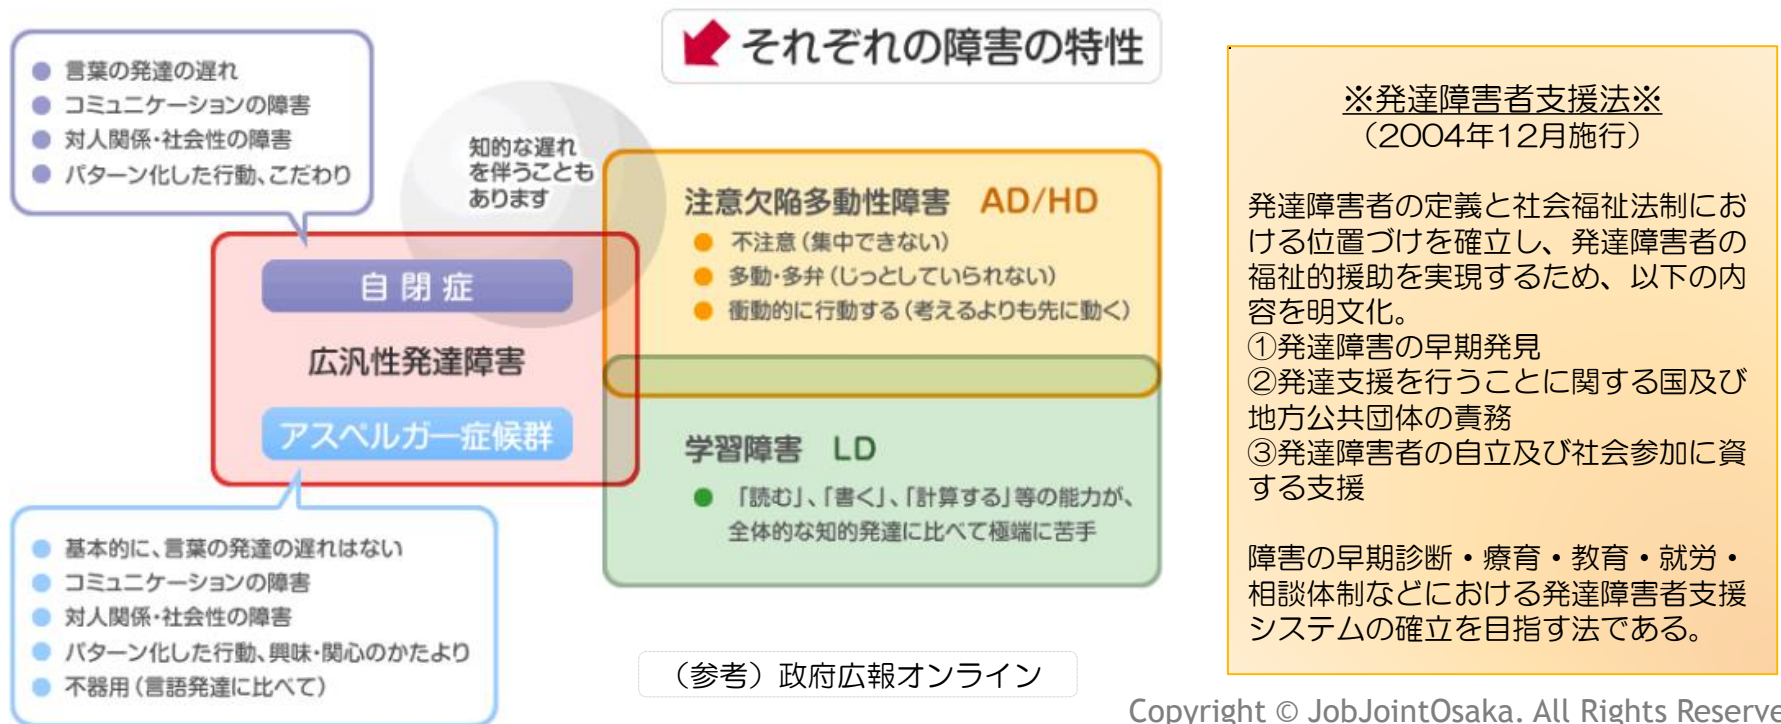 それぞれの障害の特性
言葉の発達の遅れ
コミュニケーションの障害
対人関係・社会性の障害
パターン化した行動、こだわり
知的な遅れ
を伴うことも
あります
自閉症
広汎性発達障害
アスペルガー症候群
基本的に、言葉の発達の遅れはない
コミュニケーションの障害
対人関係・社会性の障害
パターン化した行動、興味・関心のかたより
不器用(言語発達に比べて)
注意欠陥多動性障害 AD/HD
不注意(集中できない)
多動・多弁(じっとしていられない)
衝動的に行動する(考えるよりも先に動く)
学習障害 LD
「読む」、「書く」、「計算する」等の能力が、
全体的な知的発達に比べて極端に苦手
(参考)政府広報オンライン
※発達障害者支援法※
(2004年12月施行)
発達障害者の定義と社会福祉法制にお
ける位置づけを確立し、発達障害者の
福祉的援助を実現するため、以下の内
容を明文化。
①発達障害の早期発見
②発達支援を行うことに関する国及び
地方公共団体の責務
③発達障害者の自立及び社会参加に資
する支援
障害の早期診断・療育・教育・就労・
相談体制などにおける発達障害者支援
システムの確立を目指す法である。
Copyright © JobJointOsaka. All Rights Reserve